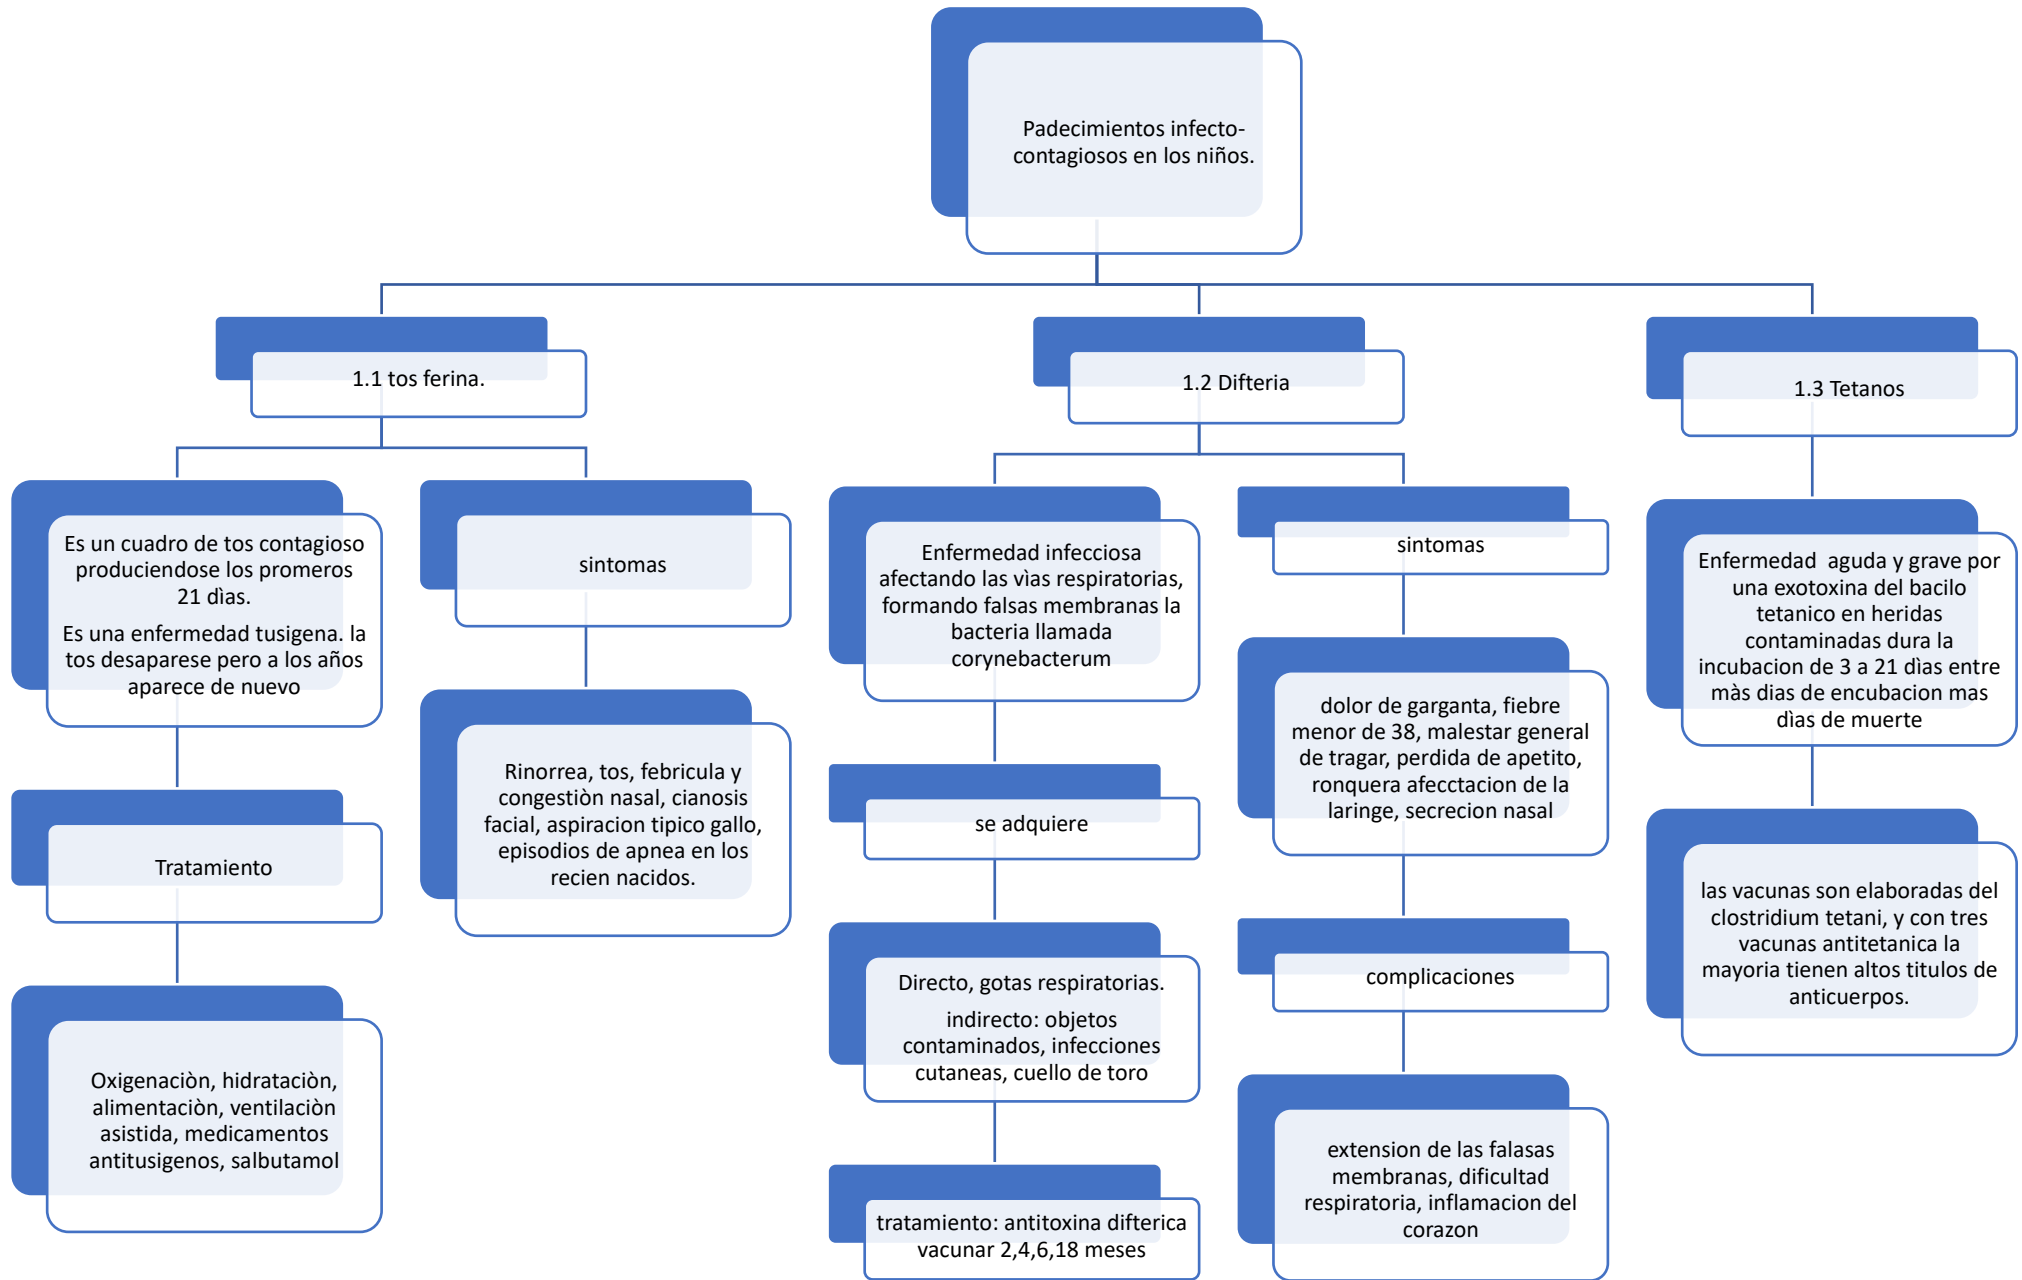 Padecimientos infecto-
contagiosos en los niños.
1.1 tos ferina.
Es un cuadro de tos contagioso
produciendose los promeros
21 dìas.
Es una enfermedad tusigena. la
tos desaparese pero a los años
aparece de nuevo
Tratamiento
Oxigenaciòn, hidrataciòn,
alimentaciòn, ventilaciòn
asistida, medicamentos
antitusigenos, salbutamol
sintomas
Rinorrea, tos, febricula y
congestiòn nasal, cianosis
facial, aspiracion tipico gallo,
episodios de apnea en los
recien nacidos.
1.2 Difteria
Enfermedad infecciosa
afectando las vìas respiratorias,
formando falsas membranas la
bacteria llamada
corynebacterum
se adquiere
Directo, gotas respiratorias.
indirecto: objetos
contaminados, infecciones
cutaneas, cuello de toro
tratamiento: antitoxina difterica
vacunar 2,4,6,18 meses
sintomas
dolor de garganta, fiebre
menor de 38, malestar general
de tragar, perdida de apetito,
ronquera afecctacion de la
laringe, secrecion nasal
complicaciones
extension de las falasas
membranas, dificultad
respiratoria, inflamacion del
corazon
1.3 Tetanos
Enfermedad  aguda y grave por
una exotoxina del bacilo
tetanico en heridas
contaminadas dura la
incubacion de 3 a 21 dìas entre
màs dias de encubacion mas
dìas de muerte
las vacunas son elaboradas del
clostridium tetani, y con tres
vacunas antitetanica la
mayoria tienen altos titulos de
anticuerpos.